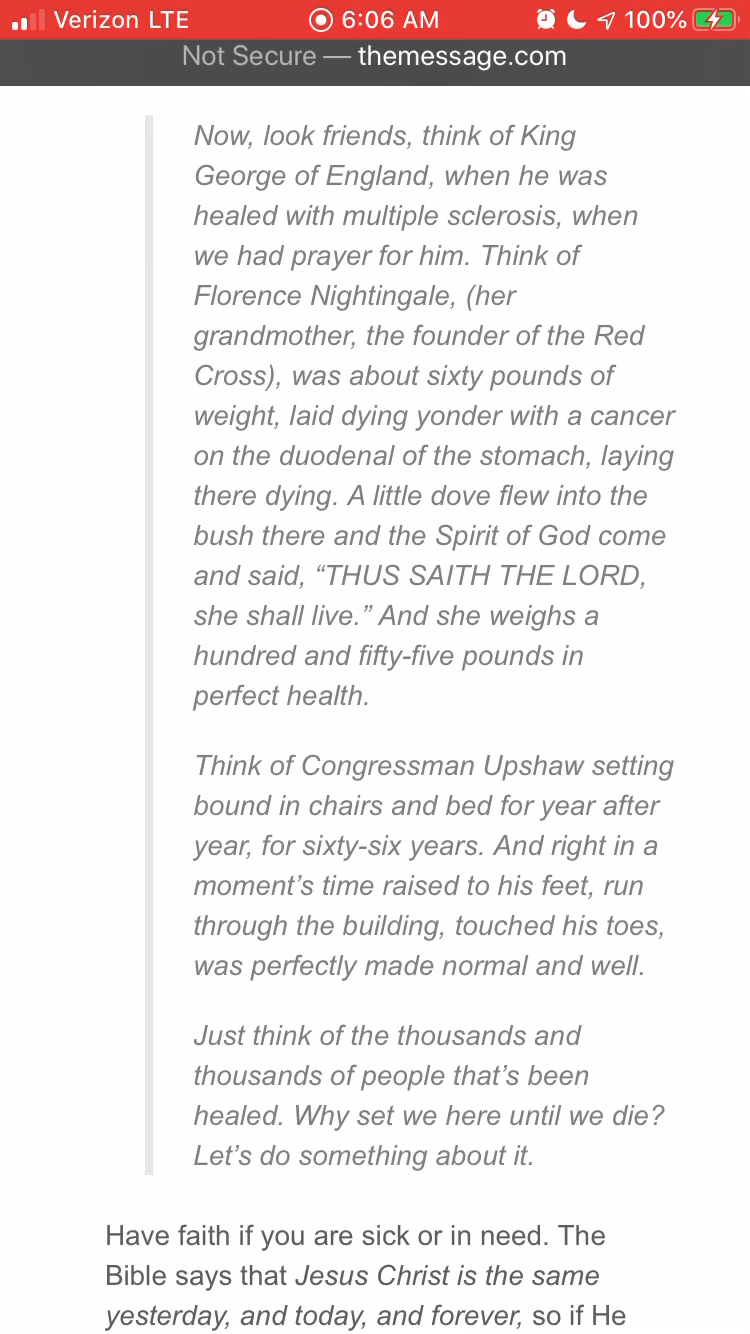 Verizon LTE 6:06 AM 100%
Not Secure — themessage.com
Now, look friends, think of King
George of England, when he was
healed with multiple sclerosis, when
we had prayer for him. Think of
Florence Nightingale, (her
grandmother, the founder of the Red
Cross), was about sixty pounds of
weight, laid dying yonder with a cancer
on the duodenal of the stomach, laying
there dying. A little dove flew into the
bush there and the Spirit of God come
and said, “THUS SAITH THE LORD,
she shall live.” And she weighs a
hundred and fifty-five pounds in
perfect health.
Think of Congressman Upshaw setting
bound in chairs and bed for year after
year, for sixty-six years. And right in a
moment’s time raised to his feet, run
through the building, touched his toes,
was perfectly made normal and well.
Just think of the thousands and
thousands of people that’s been
healed. Why set we here until we die?
Let’s do something about it.
Have faith if you are sick or in need. The
Bible says that Jesus Christ is the same
yesterday, and today, and forever, so if He